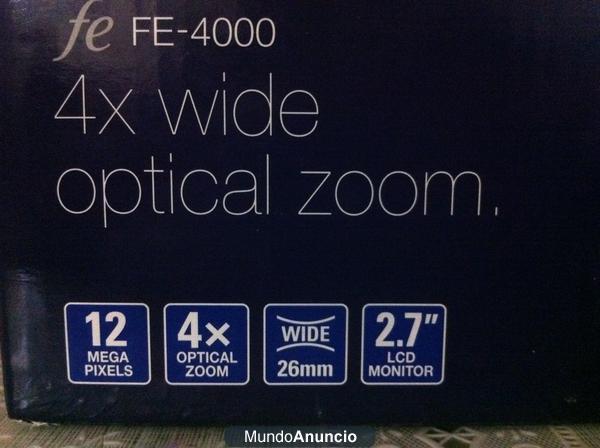 fe FE-4000
4x wide
optical zoom.
12
MEGA
PIXELS
4x
OPTICAL
ZOOM
WIDE
26mm
2.7"
LCD
MONITOR
MundoAnuncio